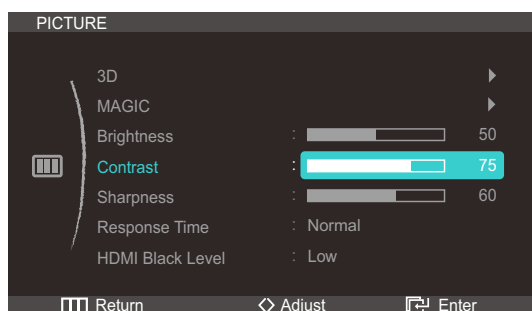 PICTURE
3D
MAGIC
Brightness : 50
Contrast : 75
Sharpness : 60
Response Time : Normal
HDMI Black Level : Low
Return Adjust Enter